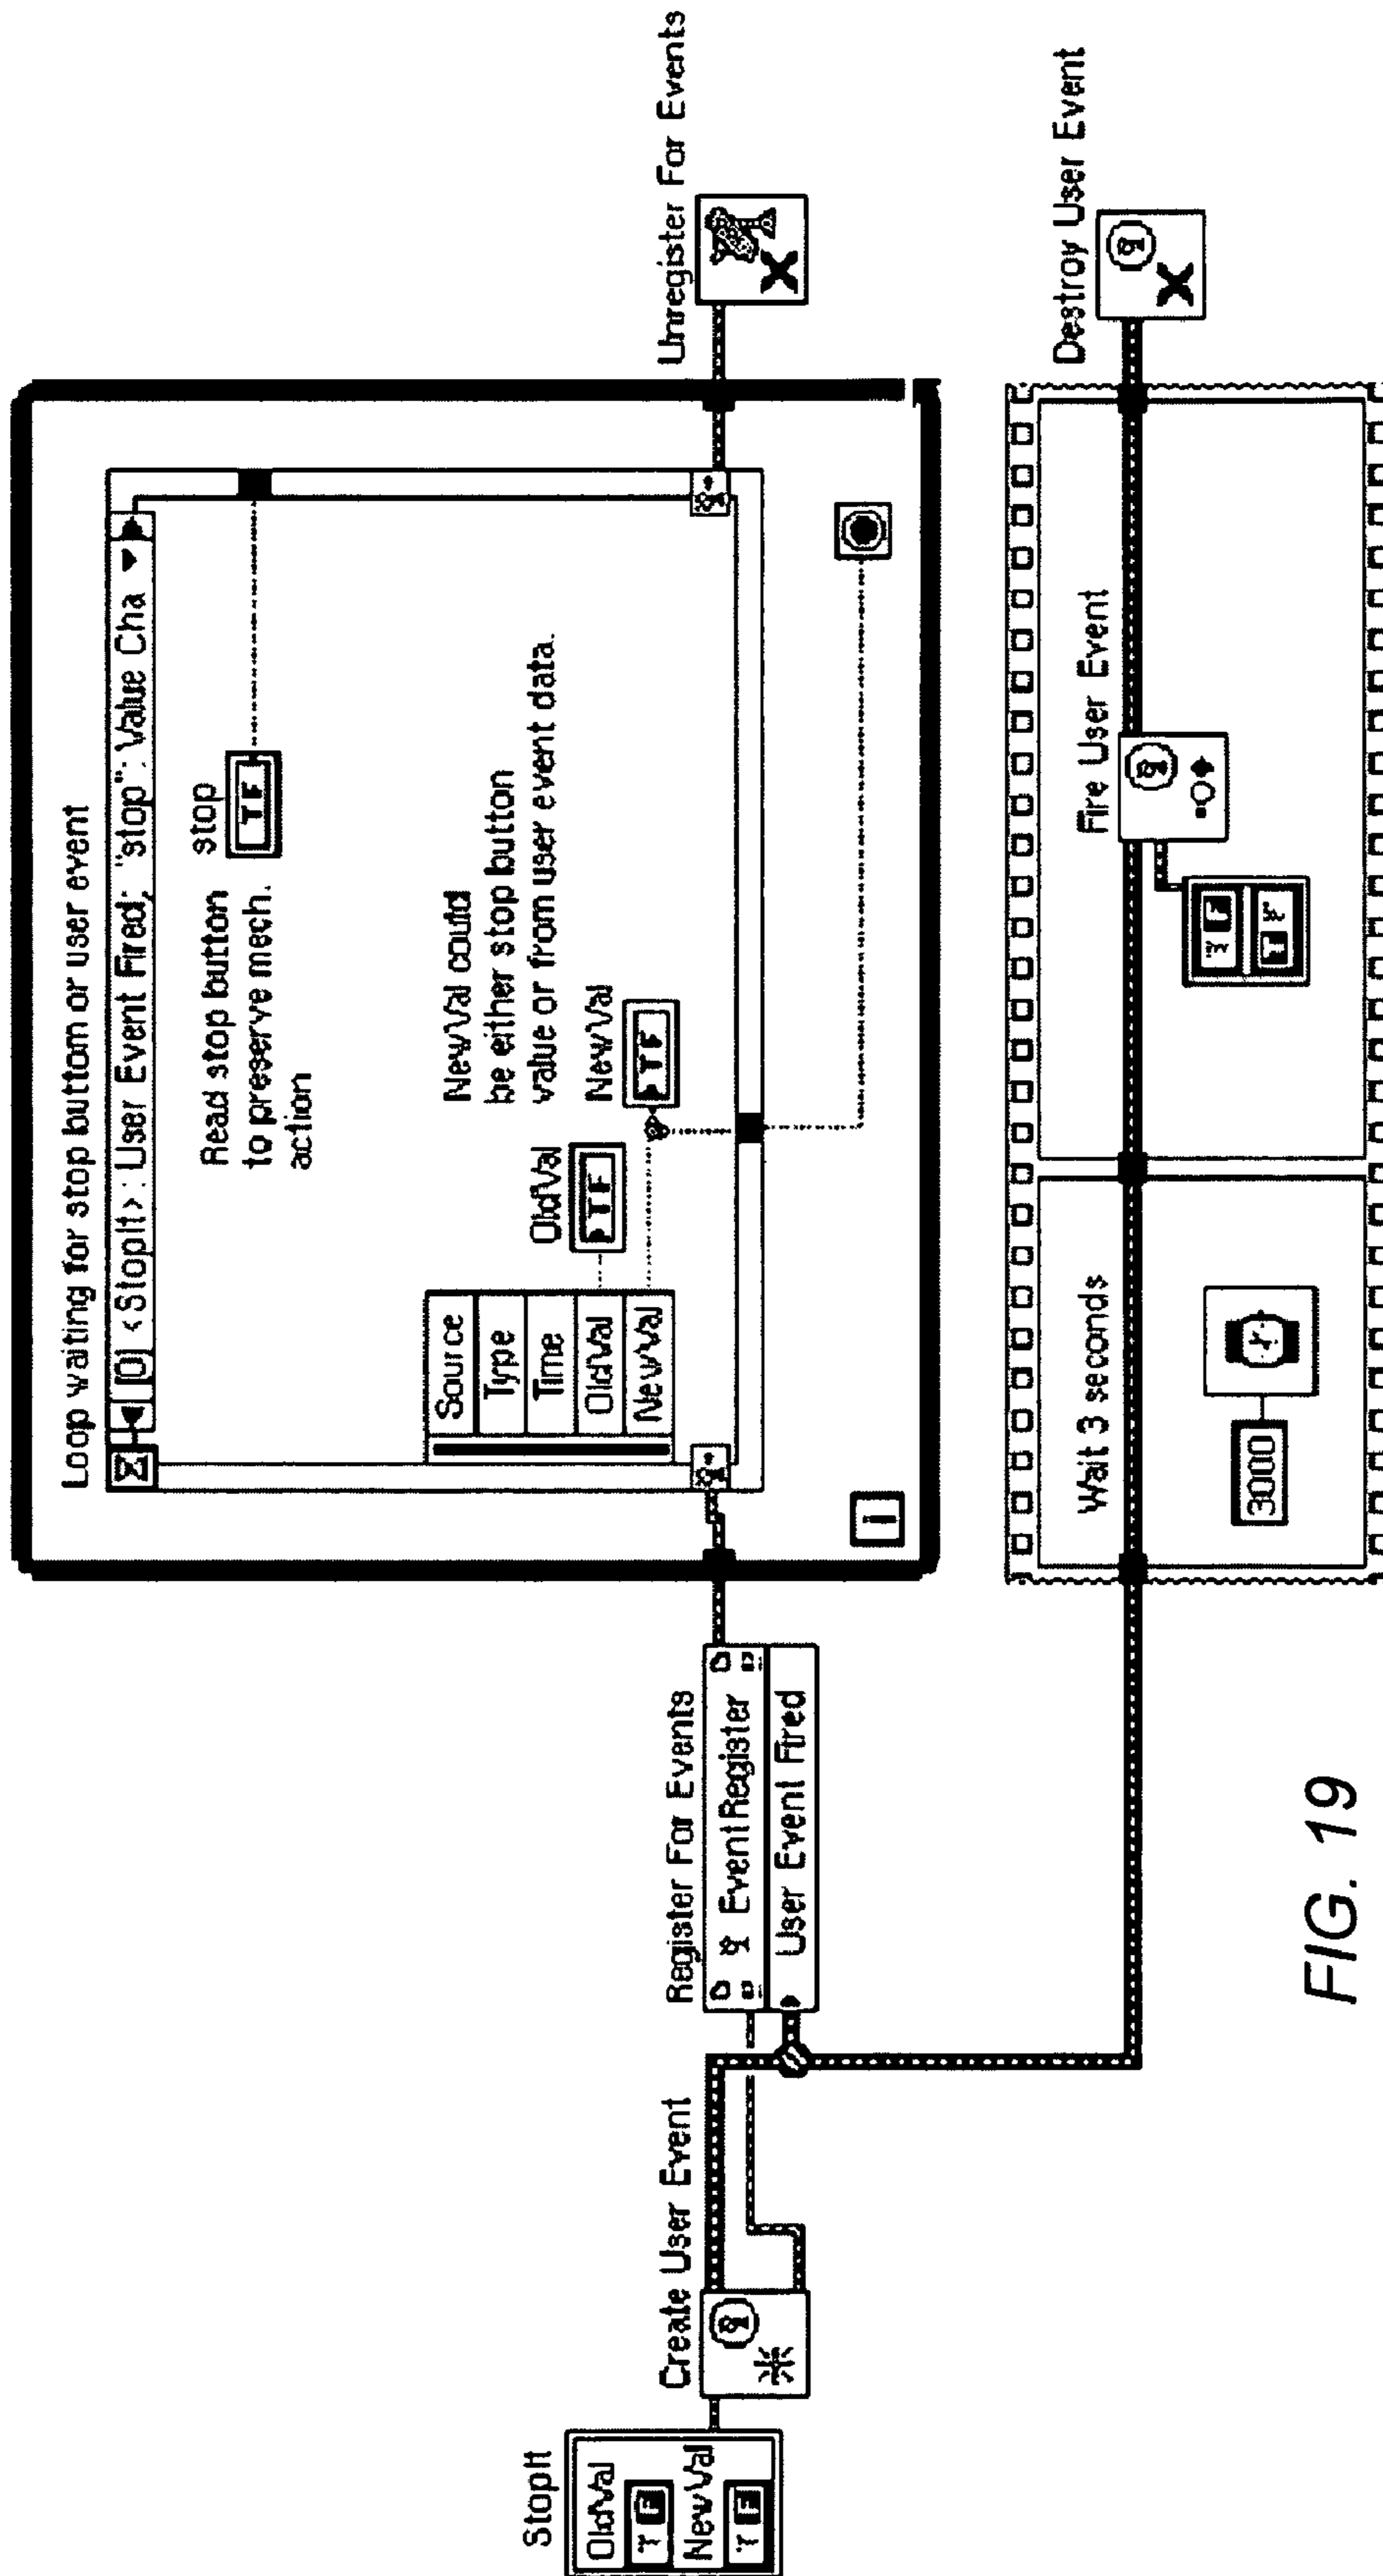 Loop waiting for stop buttom or user event
[0] <StopIt>: User Event Fired; "stop": Value Cha
Read stop button
to preserve mech.
action
stop
TF
NewVal could
be either stop button
value or from user event data.
Source
Type
Time
OldVal
NewVal
OldVal
TF
NewVal
TF
i
StopIt
OldVal
T F
NewVal
T F
Create User Event
Register For Events
EventRegister
User Event Fired
Unregister For Events
Wait 3 seconds
3000
Fire User Event
Destroy User Event
FIG. 19